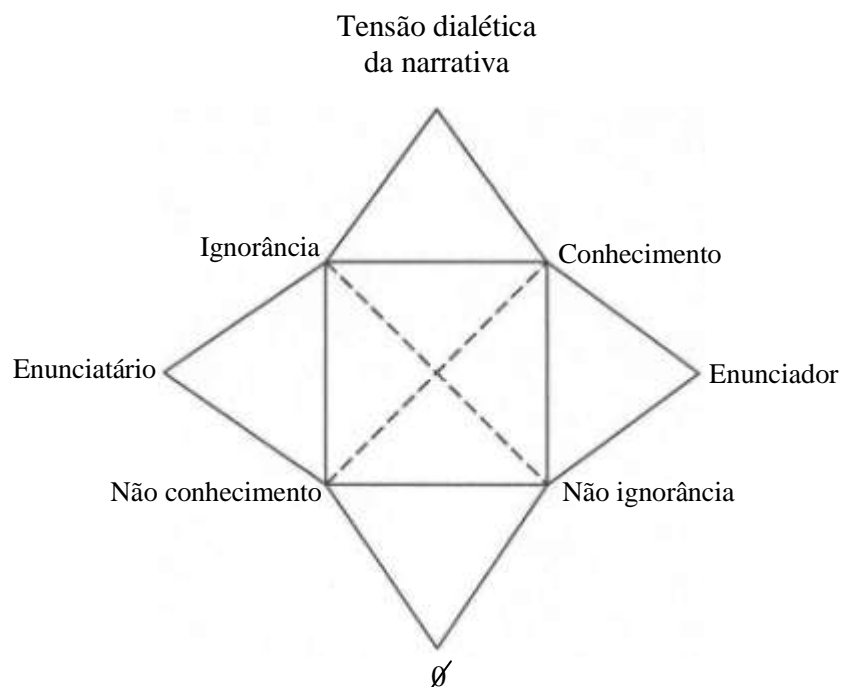 Tensão dialética
da narrativa
Ignorância
Conhecimento
Enunciatário
Enunciador
Não conhecimento
Não ignorância
Ø